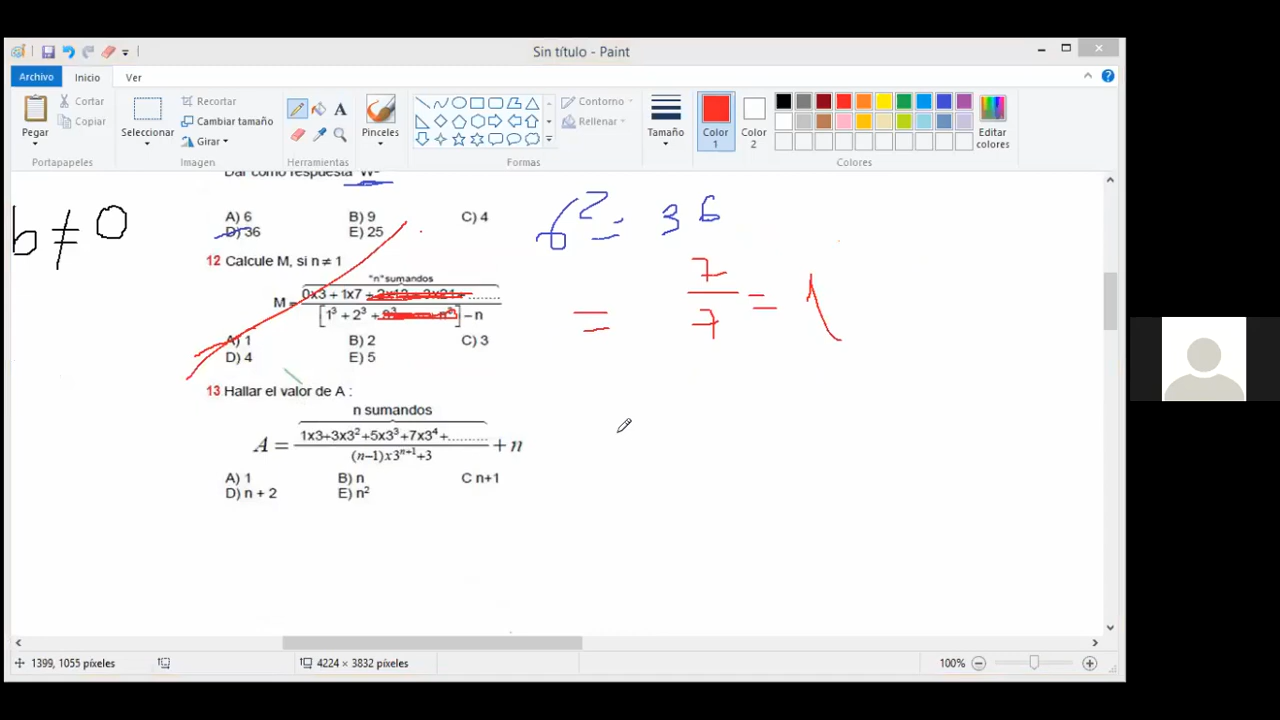 Sin título - Paint
Archivo Inicio Ver
Pegar
Cortar
Copiar
Portapapeles
Seleccionar
Recortar
Cambiar tamaño
Girar
Imagen
A
Herramientas
Pinceles
Formas
Contorno
Rellenar
Tamaño
Color 1
Color 2
Editar colores
Colores
Dar como respuesta "W"
A) 6 B) 9 C) 4
D) 36 E) 25
b ≠ 0
6² = 36
12 Calcule M, si n ≠ 1
"n" sumandos
M = 0x3 + 1x7 + ........
[1³ + 2³ + ] - n
= 7/7 = 1
A) 1 B) 2 C) 3
D) 4 E) 5
13 Hallar el valor de A :
n sumandos
A = 1x3+3x3²+5x3³+7x3⁴+.......... + n
(n-1)x3ⁿ⁺¹+3
A) 1 B) n C n+1
D) n + 2 E) n²
1399, 1055 píxeles 4224 × 3832 píxeles 100%